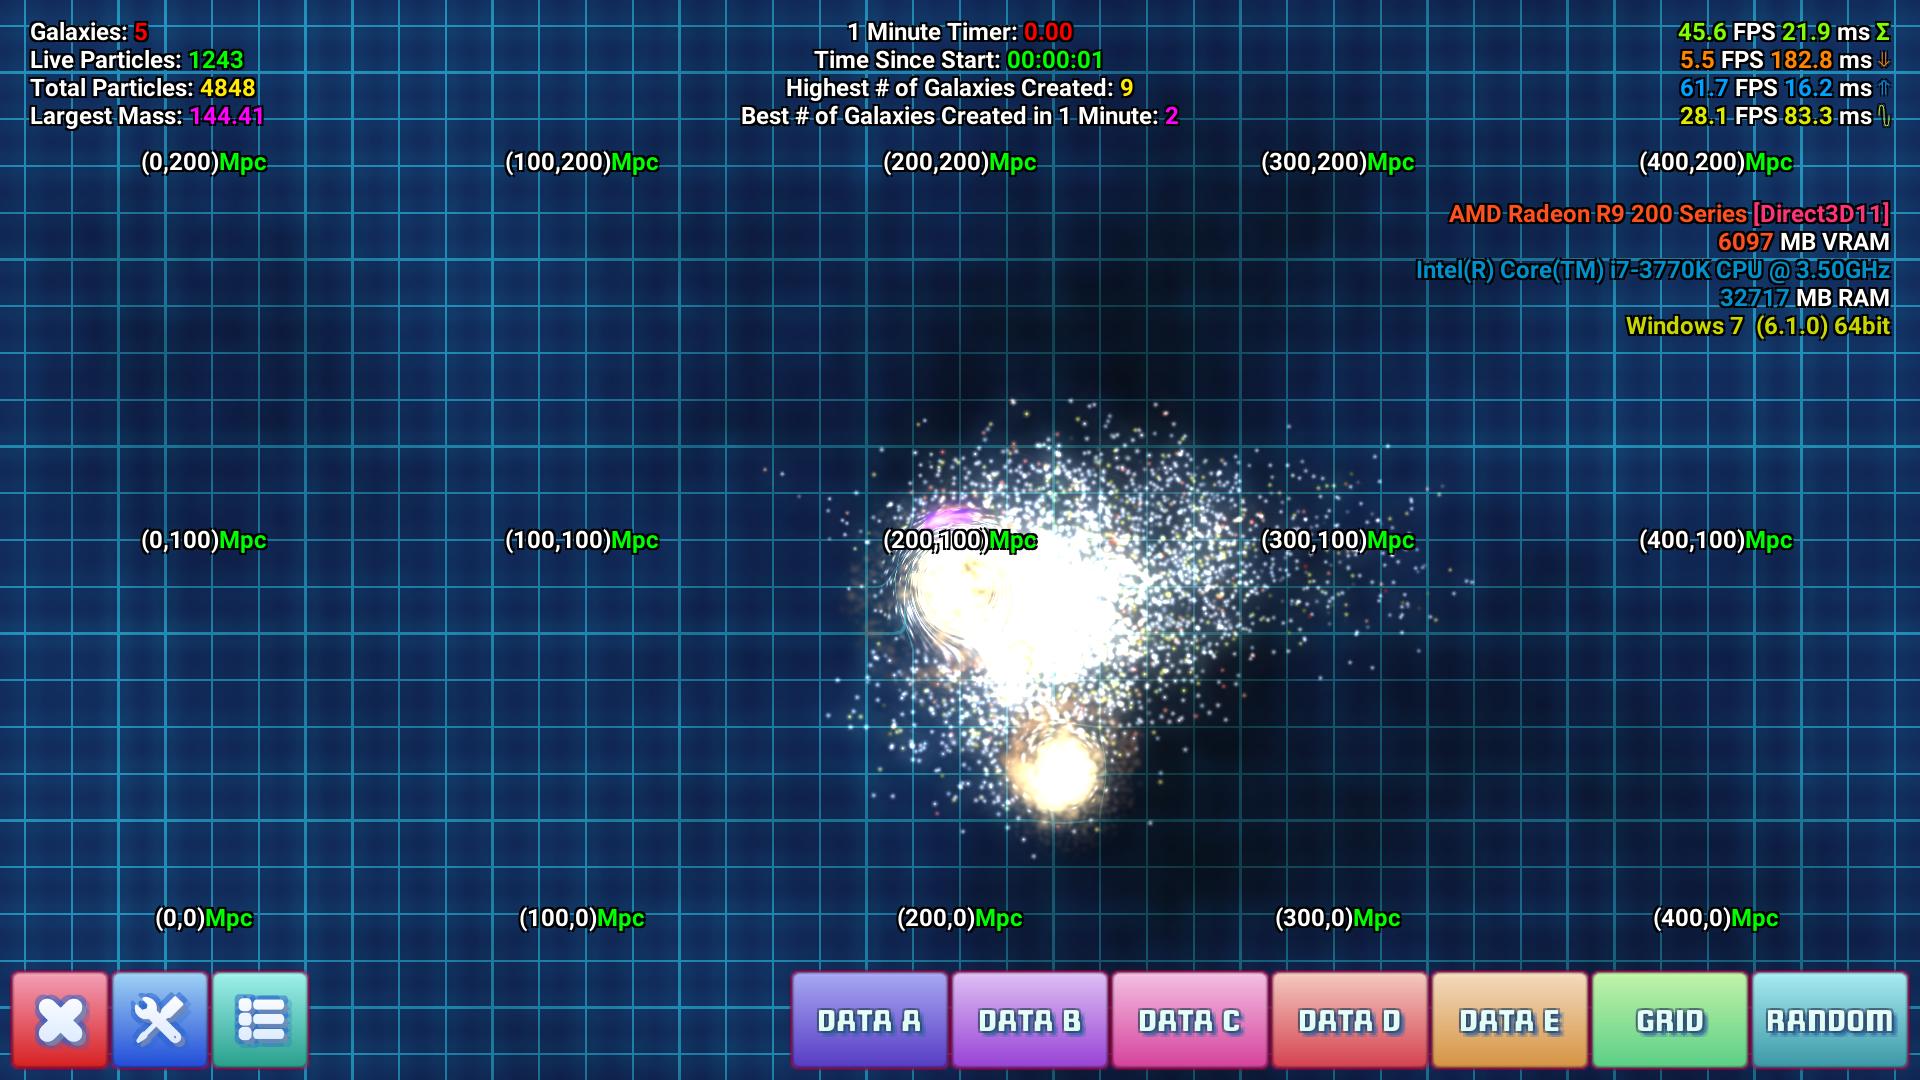 Galaxies: 5
Live Particles: 1243
Total Particles: 4848
Largest Mass: 144.41
1 Minute Timer: 0.00
Time Since Start: 00:00:01
Highest # of Galaxies Created: 9
Best # of Galaxies Created in 1 Minute: 2
45.6 FPS 21.9 ms Σ
5.5 FPS 182.8 ms ⇓
61.7 FPS 16.2 ms ⇑
28.1 FPS 83.3 ms
(0,200)Mpc (100,200)Mpc (200,200)Mpc (300,200)Mpc (400,200)Mpc
AMD Radeon R9 200 Series [Direct3D11]
6097 MB VRAM
Intel(R) Core(TM) i7-3770K CPU @ 3.50GHz
32717 MB RAM
Windows 7 (6.1.0) 64bit
(0,100)Mpc (100,100)Mpc (200,100)Mpc (300,100)Mpc (400,100)Mpc
(0,0)Mpc (100,0)Mpc (200,0)Mpc (300,0)Mpc (400,0)Mpc
DATA A DATA B DATA C DATA D DATA E GRID RANDOM